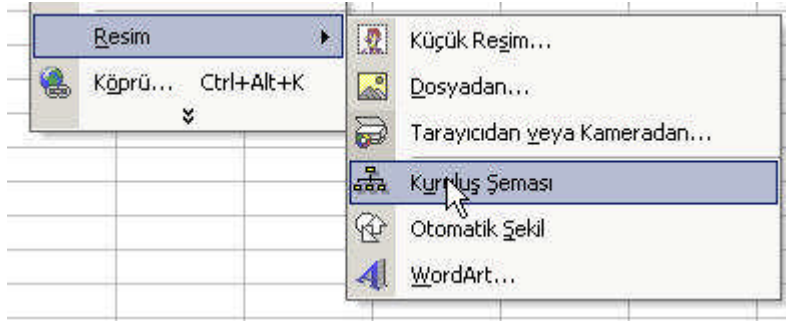 Resim
Köprü... Ctrl+Alt+K
Küçük Resim...
Dosyadan...
Tarayıcıdan veya Kameradan...
Kuruluş Şeması
Otomatik Şekil
WordArt...